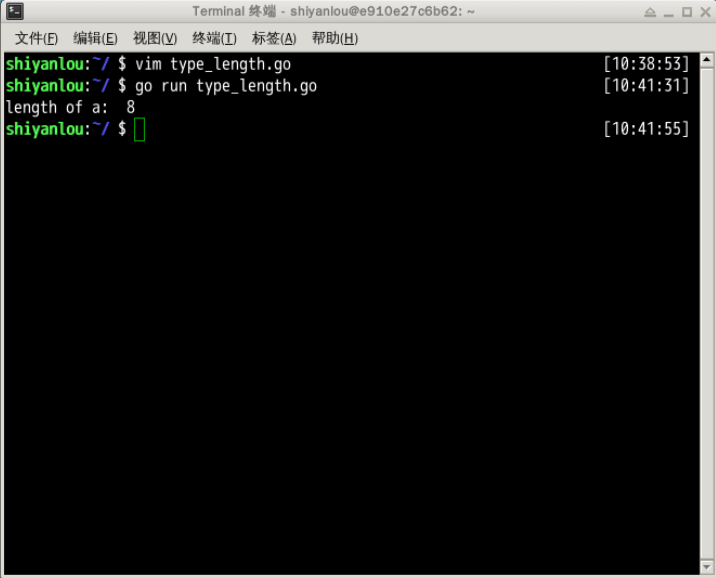 Terminal 终端 - shiyanlou@e910e27c6b62: ~
文件(F) 编辑(E) 视图(V) 终端(T) 标签(A) 帮助(H)
shiyanlou:~/ $ vim type_length.go [10:38:53]
shiyanlou:~/ $ go run type_length.go [10:41:31]
length of a:  8
shiyanlou:~/ $ [10:41:55]